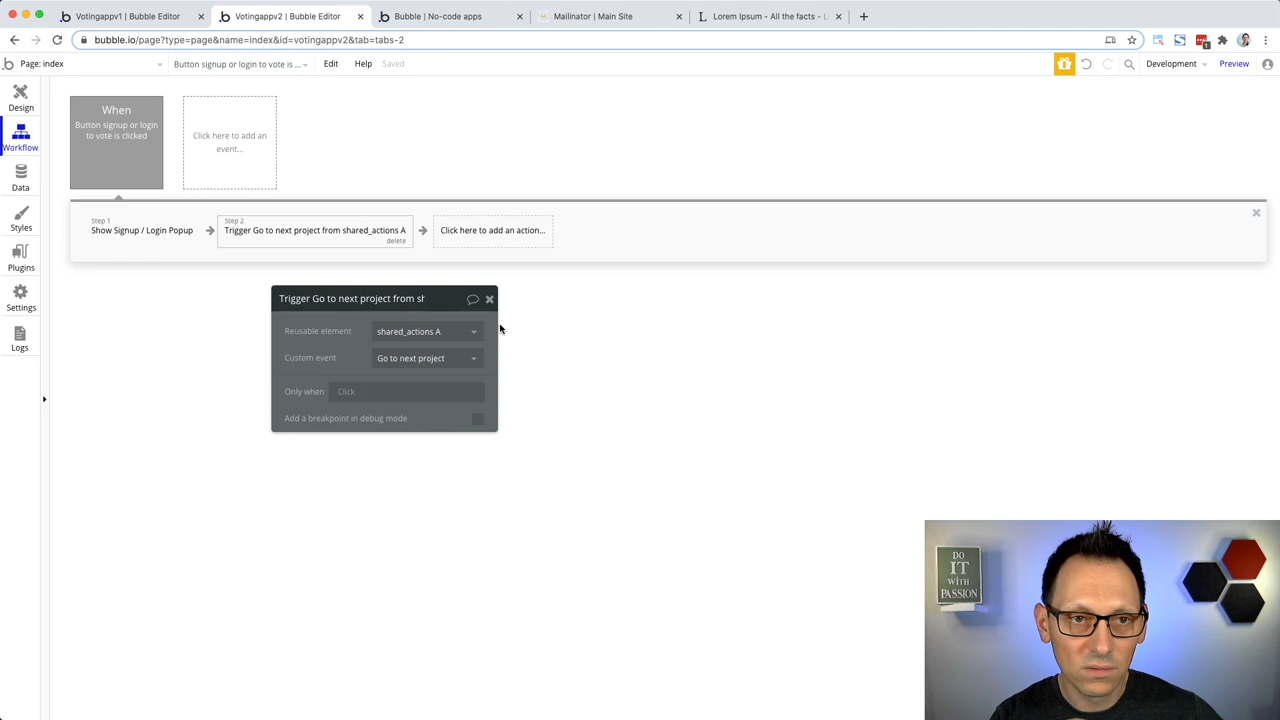 Votingappv1 | Bubble Editor
Votingappv2 | Bubble Editor
Bubble | No-code apps
Mailinator | Main Site
Lorem Ipsum - All the facts - Li
bubble.io/page?type=page&name=index&id=votingappv2&tab=tabs-2
1
Page: index
Button signup or login to vote is ...
Edit
Help
Saved
Development
Preview
Design
Workflow
Data
Styles
Plugins
Settings
Logs
When
Button signup or login
to vote is clicked
Click here to add an
event...
Step 1
Show Signup / Login Popup
Step 2
Trigger Go to next project from shared_actions A
delete
Click here to add an action...
Trigger Go to next project from sh
Reusable element
shared_actions A
Custom event
Go to next project
Only when
Click
Add a breakpoint in debug mode
DO
IT
WITH
PASSION